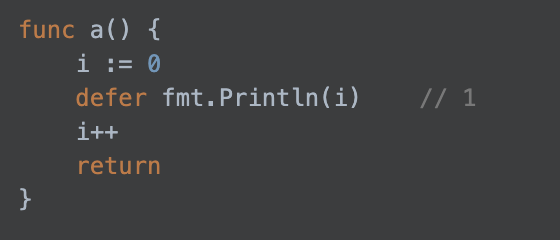 func a() {
    i := 0
    defer fmt.Println(i)    // 1
    i++
    return
}